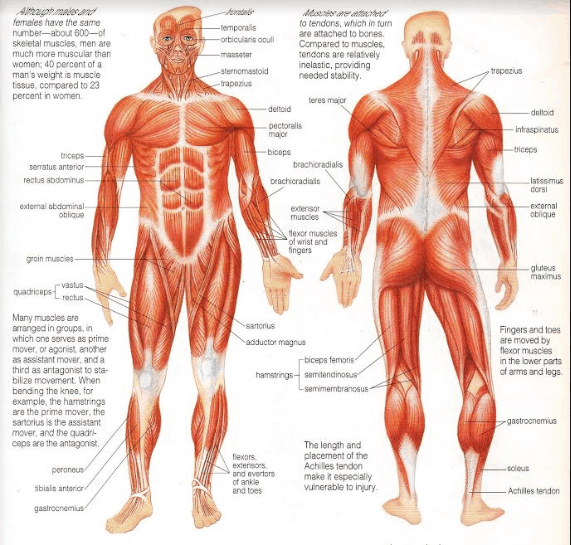 Although males and
females have the same
number—about 600—of
skeletal muscles, men are
much more muscular than
women; 40 percent of a
man's weight is muscle
tissue, compared to 23
percent in women.
frontalis
temporalis
orbicularis oculi
masseter
sternomastoid
trapezius
deltoid
pectoralis
major
biceps
brachioradialis
triceps
serratus anterior
rectus abdominus
external abdominal
oblique
extensor
muscles
flexor muscles
of wrist and
fingers
groin muscles
quadriceps
vastus
rectus
sartorius
adductor magnus
Many muscles are
arranged in groups, in
which one serves as prime
mover, or agonist, another
as assistant mover, and a
third as antagonist to sta-
bilize movement. When
bending the knee, for
example, the hamstrings
are the prime mover, the
sartorius is the assistant
mover, and the quadri-
ceps are the antagonist.
peroneus
tibialis anterior
gastrocnemius
flexors,
extensors,
and evertors
of ankle
and toes
Muscles are attached
to tendons, which in turn
are attached to bones.
Compared to muscles,
tendons are relatively
inelastic, providing
needed stability.
trapezius
teres major
deltoid
infraspinatus
triceps
brachioradialis
latissimus
dorsi
external
oblique
gluteus
maximus
hamstrings
biceps femoris
semitendinosus
semimembranosus
Fingers and toes
are moved by
flexor muscles
in the lower parts
of arms and legs.
gastrocnemius
The length and
placement of the
Achilles tendon
make it especially
vulnerable to injury.
soleus
Achilles tendon